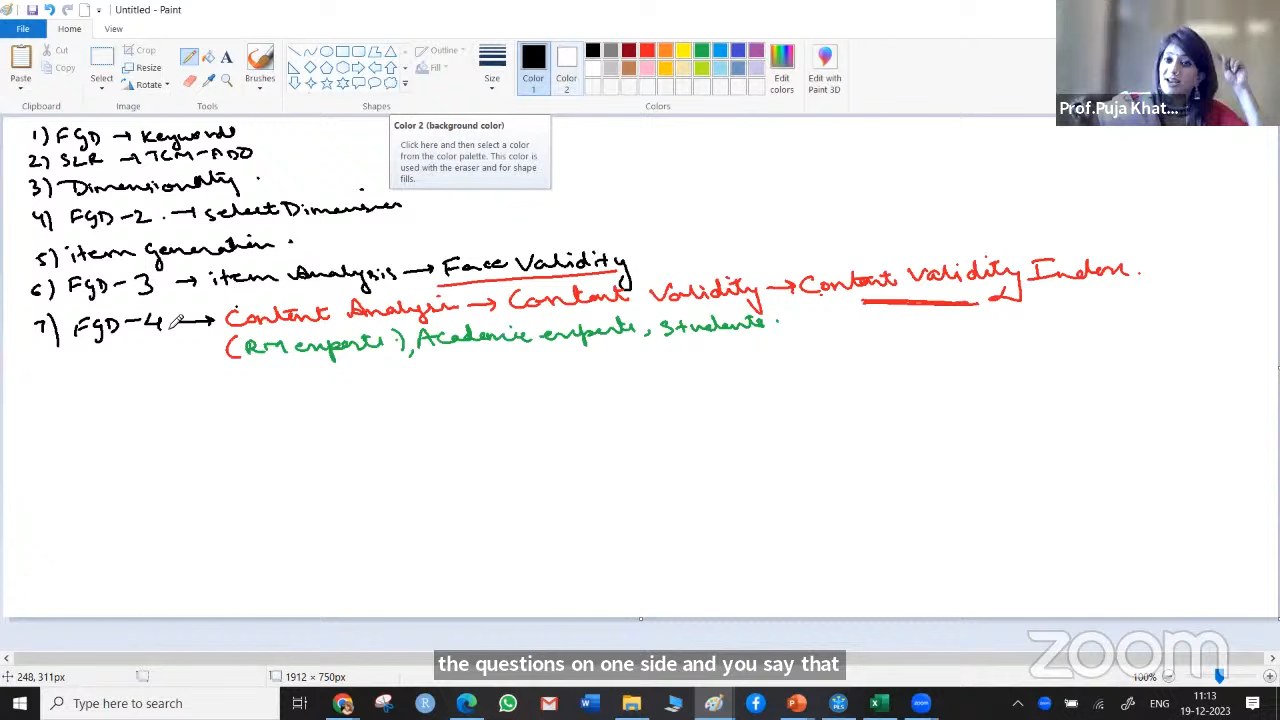 Untitled - Paint
File
Home
View
Paste
Cut
Copy
Clipboard
Select
Crop
Resize
Rotate
Image
Tools
Brushes
Shapes
Outline
Fill
Size
Color 1
Color 2
Colors
Edit colors
Edit with Paint 3D
Color 2 (background color)
Click here and then select a color
from the color palette. This color is
used with the eraser and for shape
fills.
Prof.Puja Khat...
1) FGD → Keywords
2) SLR → TCM-ADO
3) Dimensionality.
4) FGD-2. → Select Dimension
5) item Generation.
6) FGD-3 → item Analysis → Face Validity
7) FGD-4 → Content Analysis → Content Validity → Content Validity Index.
(RM experts.), Academic experts, Students.
zoom
the questions on one side and you say that
248, 311px
1912 × 750px
100%
Type here to search
ENG
11:13
19-12-2023